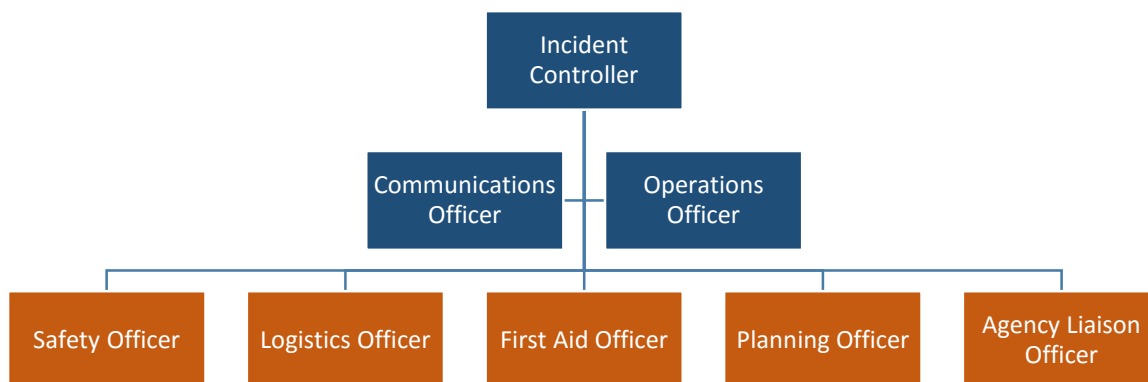 Incident
Controller
Communications
Officer
Operations
Officer
Safety Officer
Logistics Officer
First Aid Officer
Planning Officer
Agency Liaison
Officer